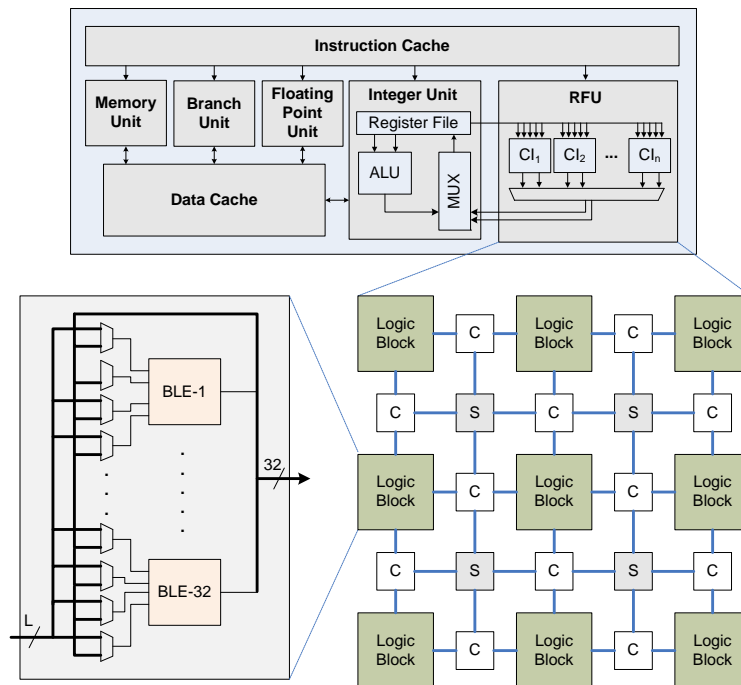 Instruction Cache
Memory
Unit
Branch
Unit
Floating
Point
Unit
Integer Unit
Register File
ALU
MUX
RFU
CI1
CI2
...
CIn
Data Cache
BLE-1
BLE-32
32
L
Logic
Block
C
Logic
Block
C
Logic
Block
C
S
C
S
C
Logic
Block
C
Logic
Block
C
Logic
Block
C
S
C
S
C
Logic
Block
C
Logic
Block
C
Logic
Block